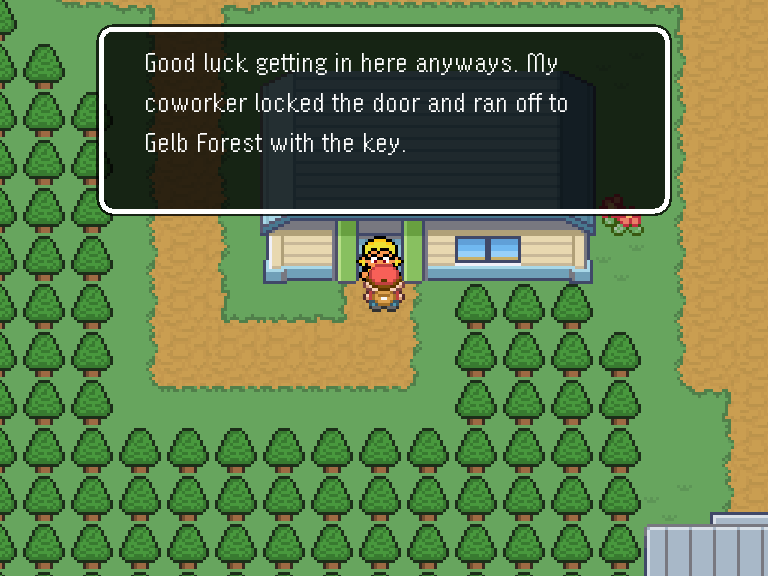 Good luck getting in here anyways. My
coworker locked the door and ran off to
Gelb Forest with the key.